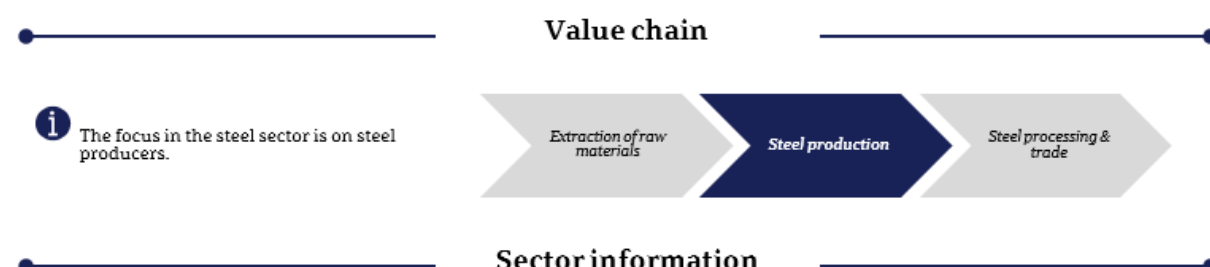 Value chain
i
The focus in the steel sector is on steel
producers.
Extraction of raw
materials
Steel production
Steel processing &
trade
Sector information